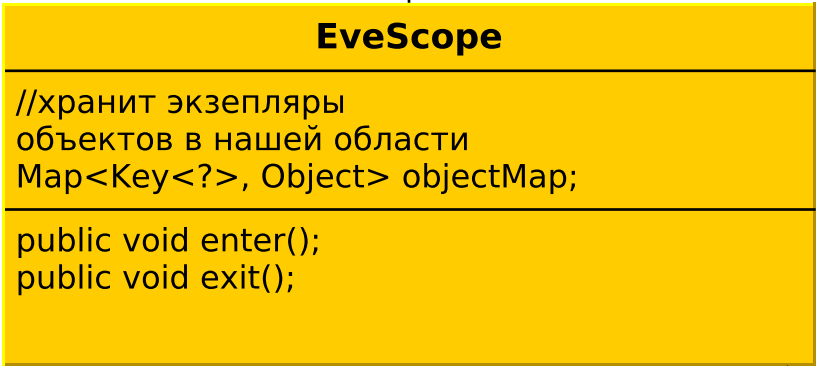 EveScope
//хранит экзепляры
объектов в нашей области
Map<Key<?>, Object> objectMap;
public void enter();
public void exit();